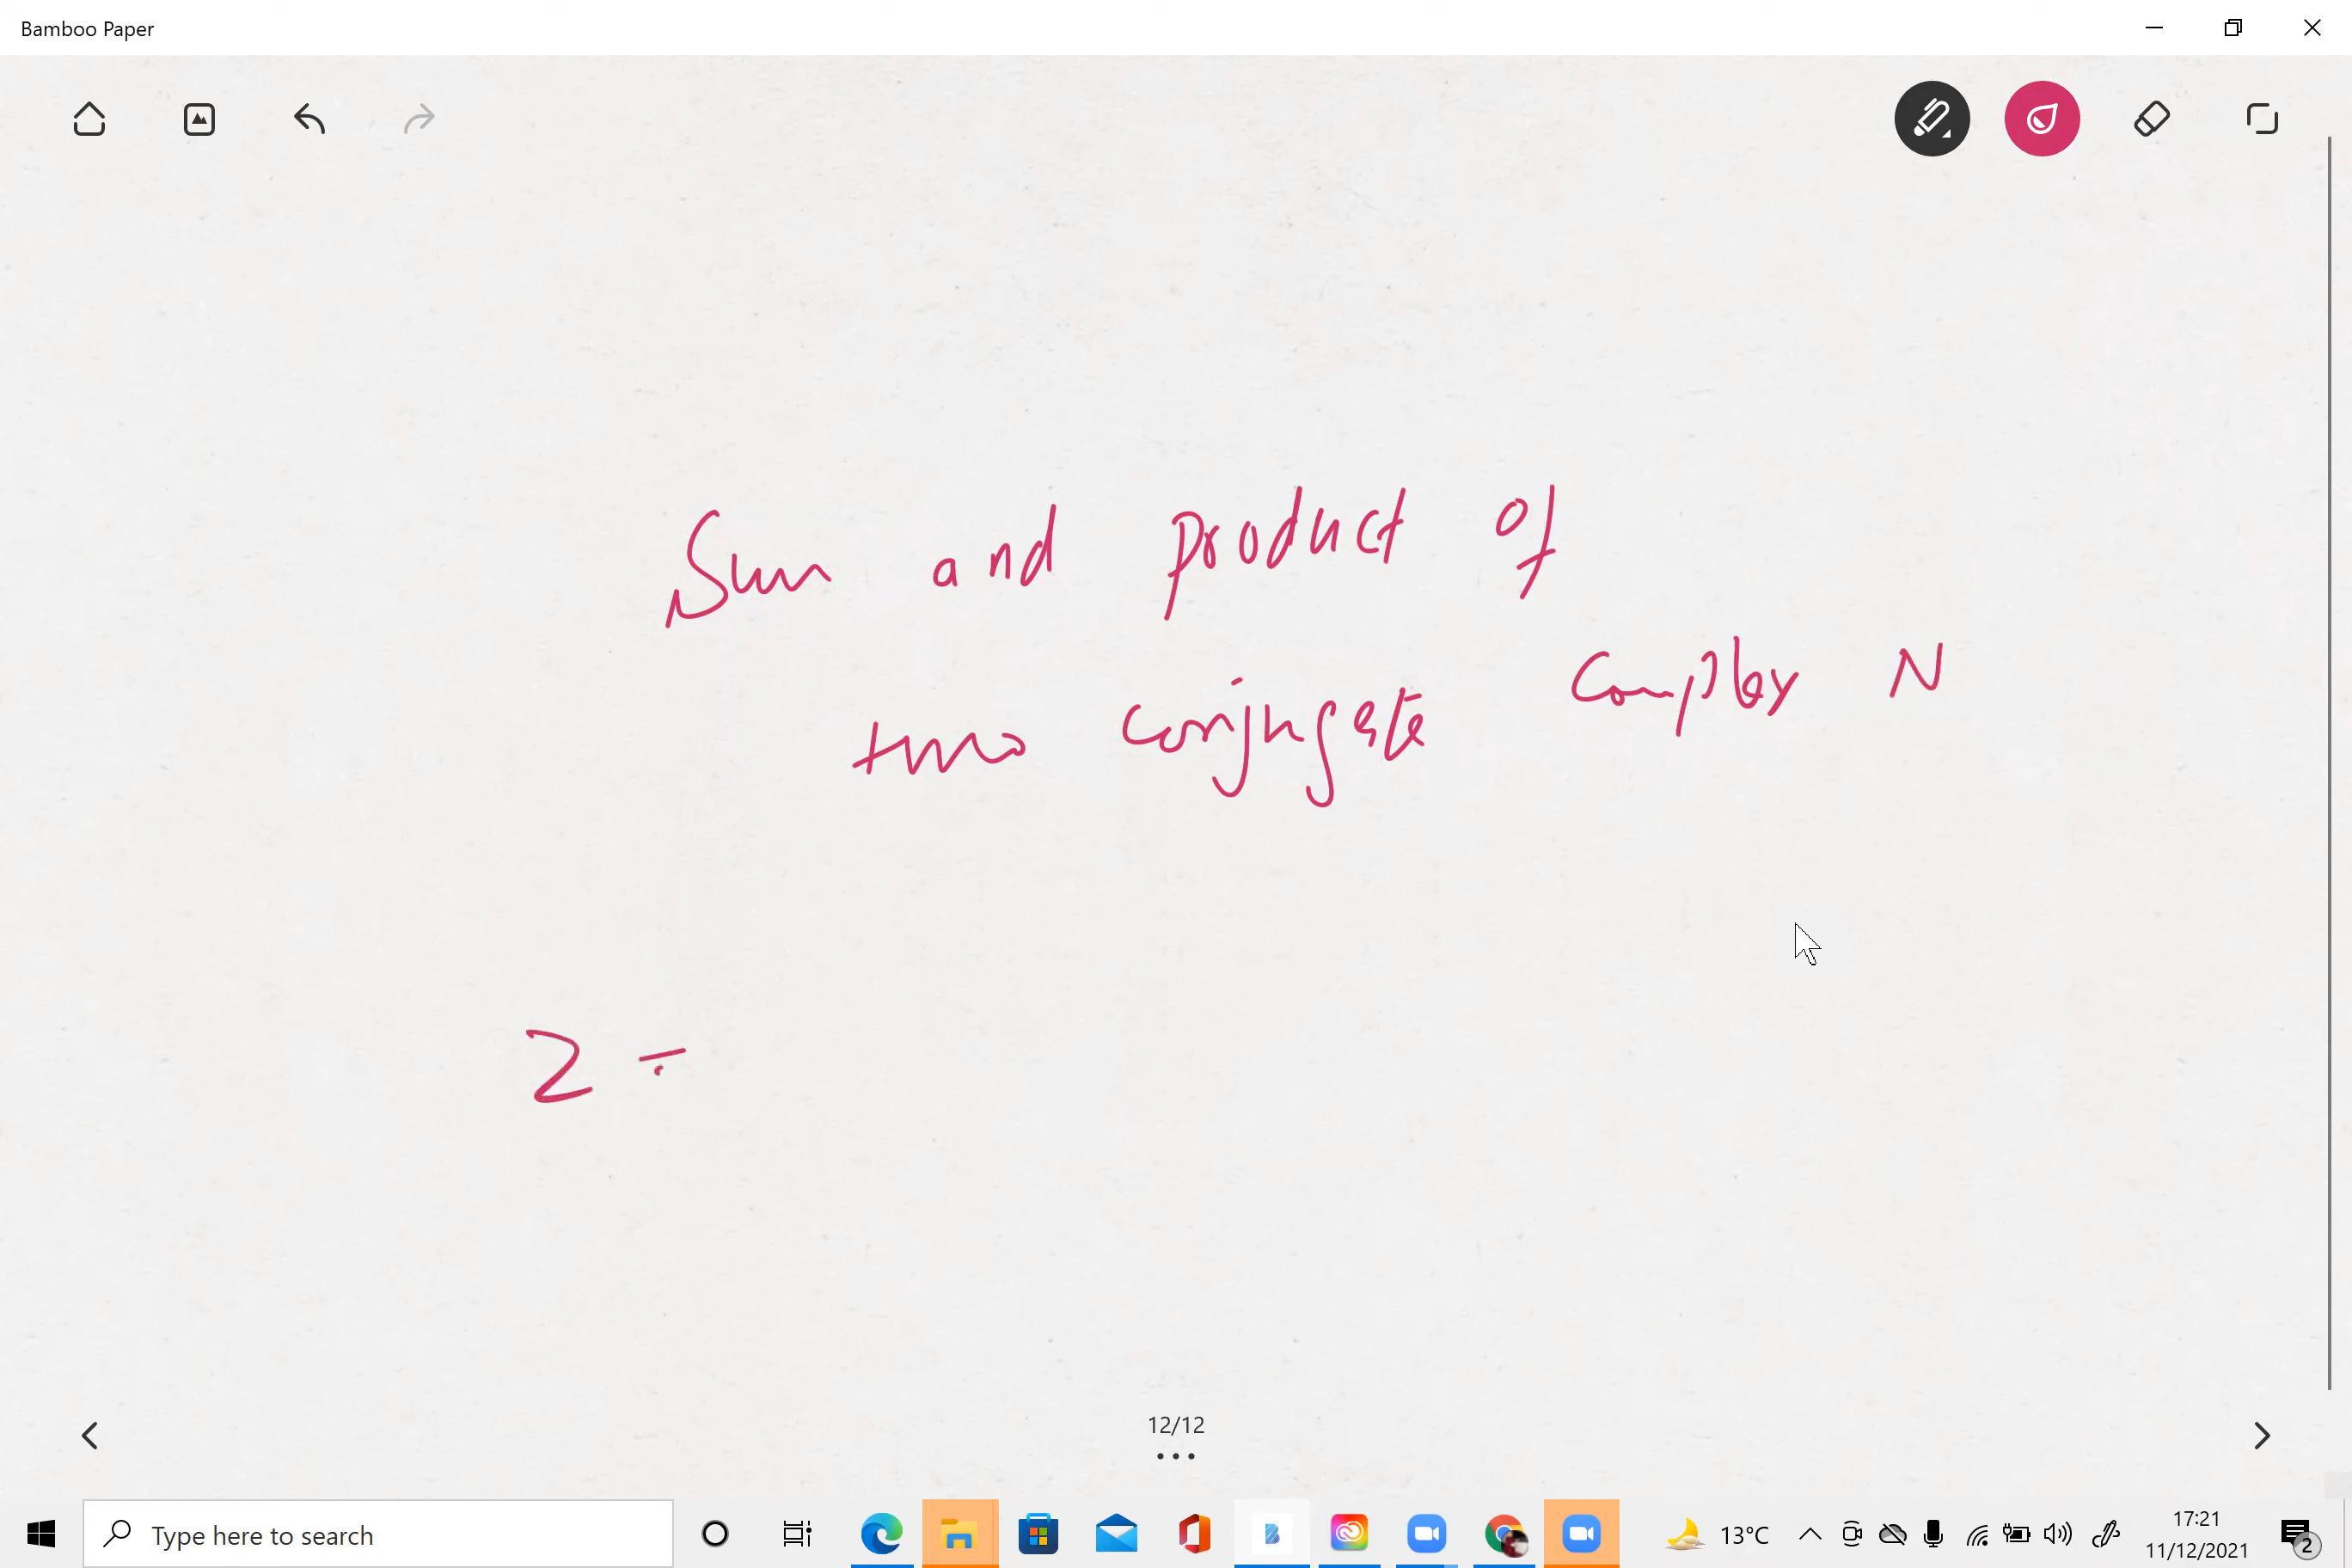 Bamboo Paper
Sum and product of
two conjugate Complex N
Z =
12/12
Type here to search
13°C
17:21
11/12/2021
2